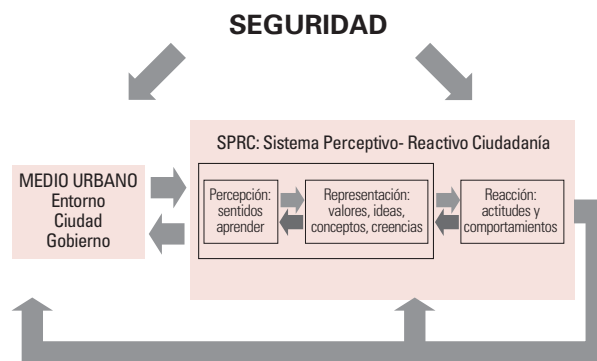 SEGURIDAD
SPRC: Sistema Perceptivo- Reactivo Ciudadanía
MEDIO URBANO
Entorno
Ciudad
Gobierno
Percepción:
sentidos
aprender
Representación:
valores, ideas,
conceptos, creencias
Reacción:
actitudes y
comportamientos